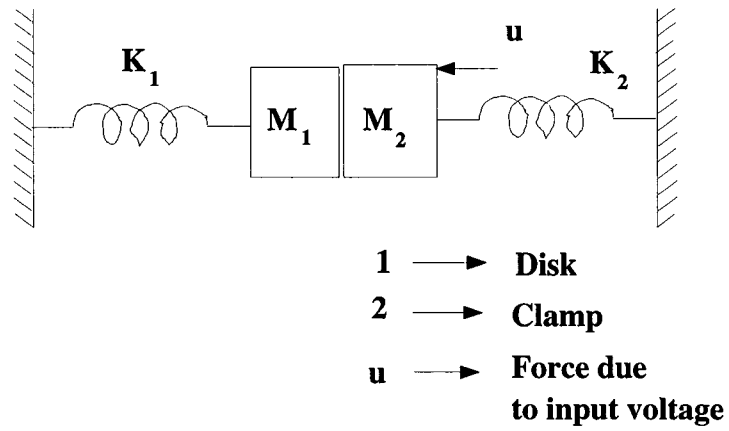 u
K1
K2
M1
M2
1 → Disk
2 → Clamp
u → Force due
to input voltage